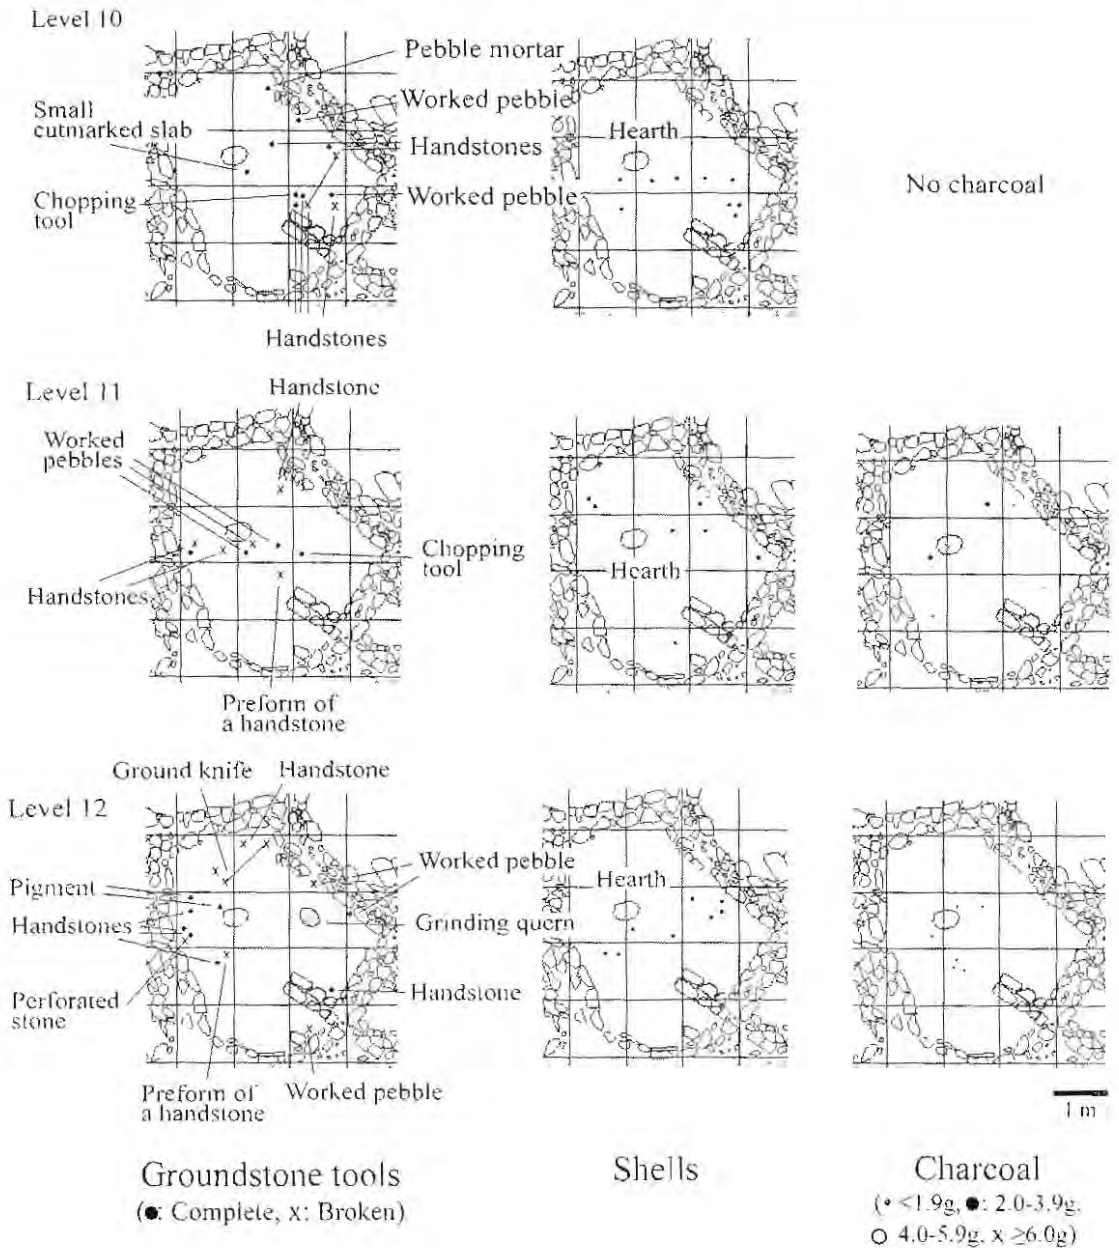 Level 10
Pebble mortar
Worked pebble
Small
cutmarked slab
Handstones
Chopping
tool
Worked pebble
Handstones
Hearth
No charcoal
Level 11
Handstone
Worked
pebbles
Chopping
tool
Handstones
Preform of
a handstone
Hearth
Level 12
Ground knife
Handstone
Worked pebble
Pigment
Handstones
Grinding quern
Perforated
stone
Handstone
Preform of
a handstone
Worked pebble
Hearth
1 m
Groundstone tools
(●: Complete, x: Broken)
Shells
Charcoal
(• <1.9g, ●: 2.0-3.9g,
○ 4.0-5.9g, x ≥6.0g)